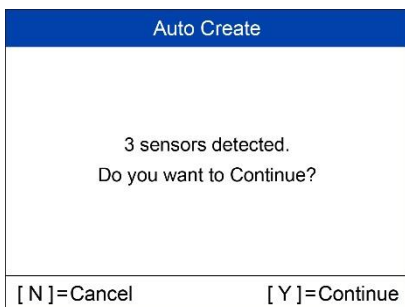 Auto Create
3 sensors detected.
Do you want to Continue?
[ N ]=Cancel [ Y ]=Continue